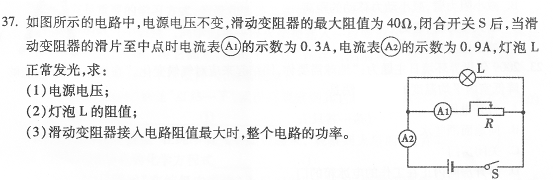 37. 如图所示的电路中,电源电压不变,滑动变阻器的最大阻值为40Ω,闭合开关S后,当滑
动变阻器的滑片至中点时电流表A1的示数为0.3A,电流表A2的示数为0.9A,灯泡L
正常发光,求:
(1)电源电压;
(2)灯泡L的阻值;
(3)滑动变阻器接入电路阻值最大时,整个电路的功率。
L
A1
R
A2
S